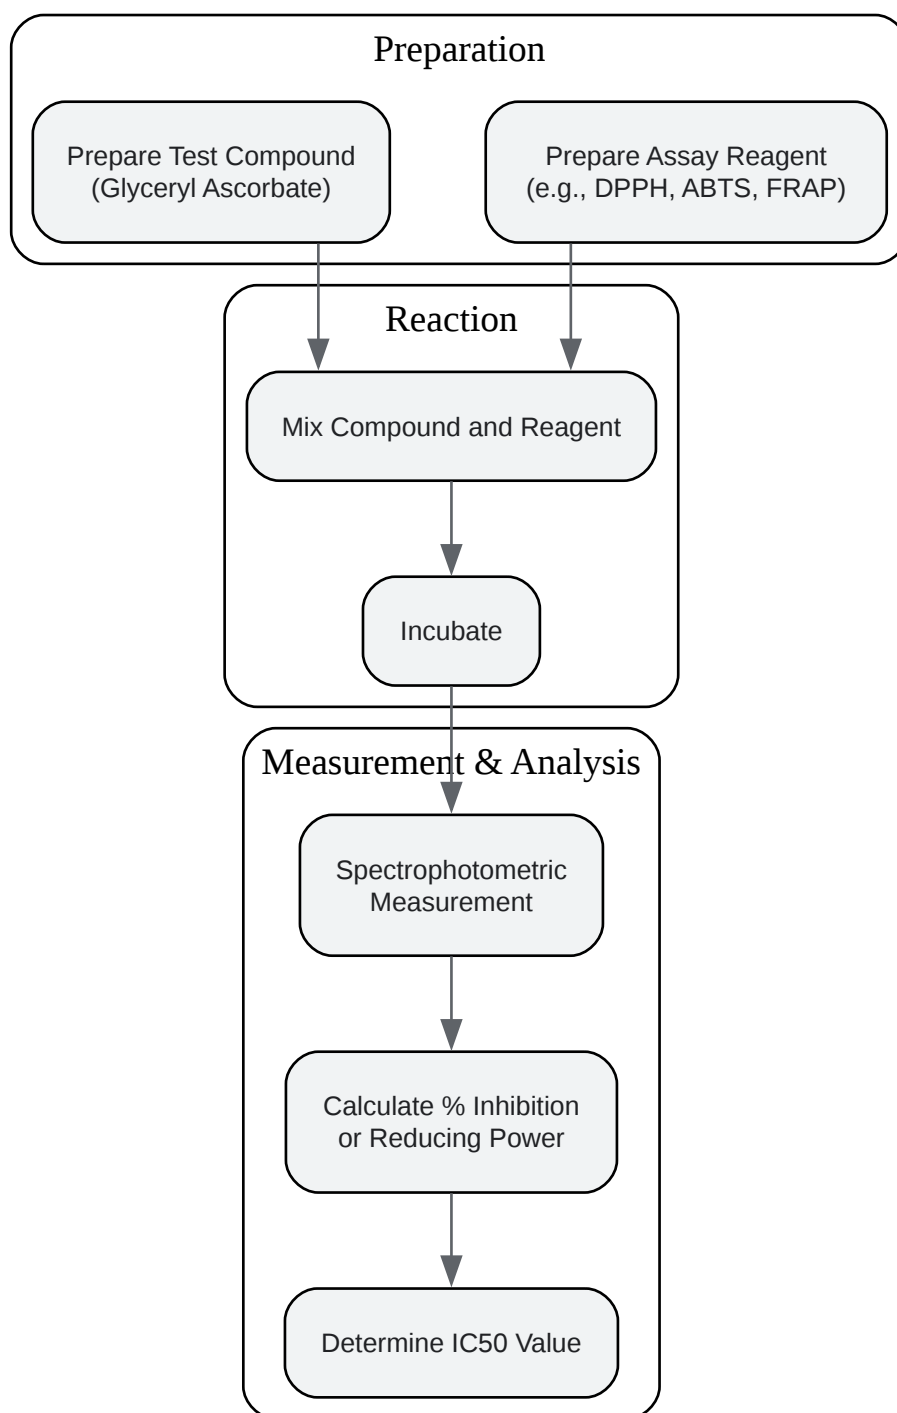 Preparation
Prepare Test Compound
(Glyceryl Ascorbate)
Prepare Assay Reagent
(e.g., DPPH, ABTS, FRAP)
Reaction
Mix Compound and Reagent
Incubate
Measurement & Analysis
Spectrophotometric
Measurement
Calculate % Inhibition
or Reducing Power
Determine IC50 Value